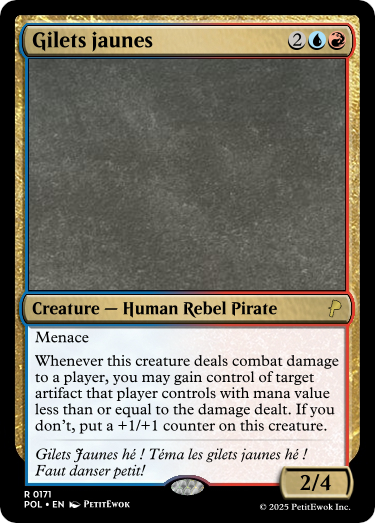 Gilets jaunes 2
Creature — Human Rebel Pirate
Menace
Whenever this creature deals combat damage
to a player, you may gain control of target
artifact that player controls with mana value
less than or equal to the damage dealt. If you
don't, put a +1/+1 counter on this creature.
Gilets Jaunes hé ! Téma les gilets jaunes hé !
Faut danser petit!
2/4
R 0171
POL • EN PetitEwok
© 2025 PetitEwok Inc.